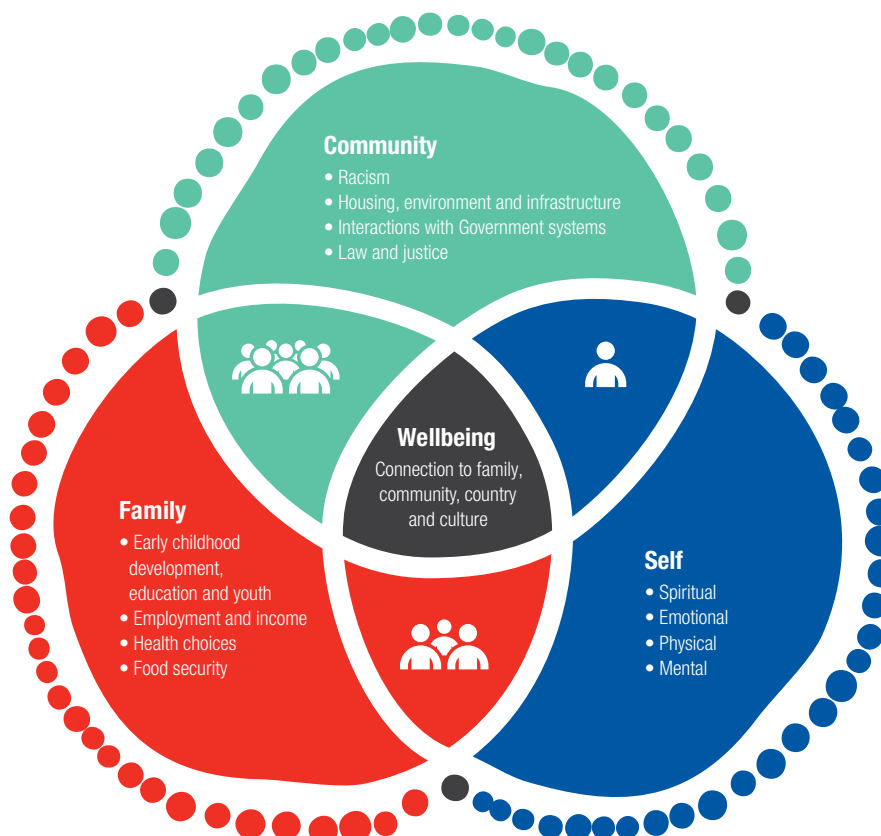 Community
• Racism
• Housing, environment and infrastructure
• Interactions with Government systems
• Law and justice
Wellbeing
Connection to family,
community, country
and culture
Family
• Early childhood
development,
education and youth
• Employment and income
• Health choices
• Food security
Self
• Spiritual
• Emotional
• Physical
• Mental